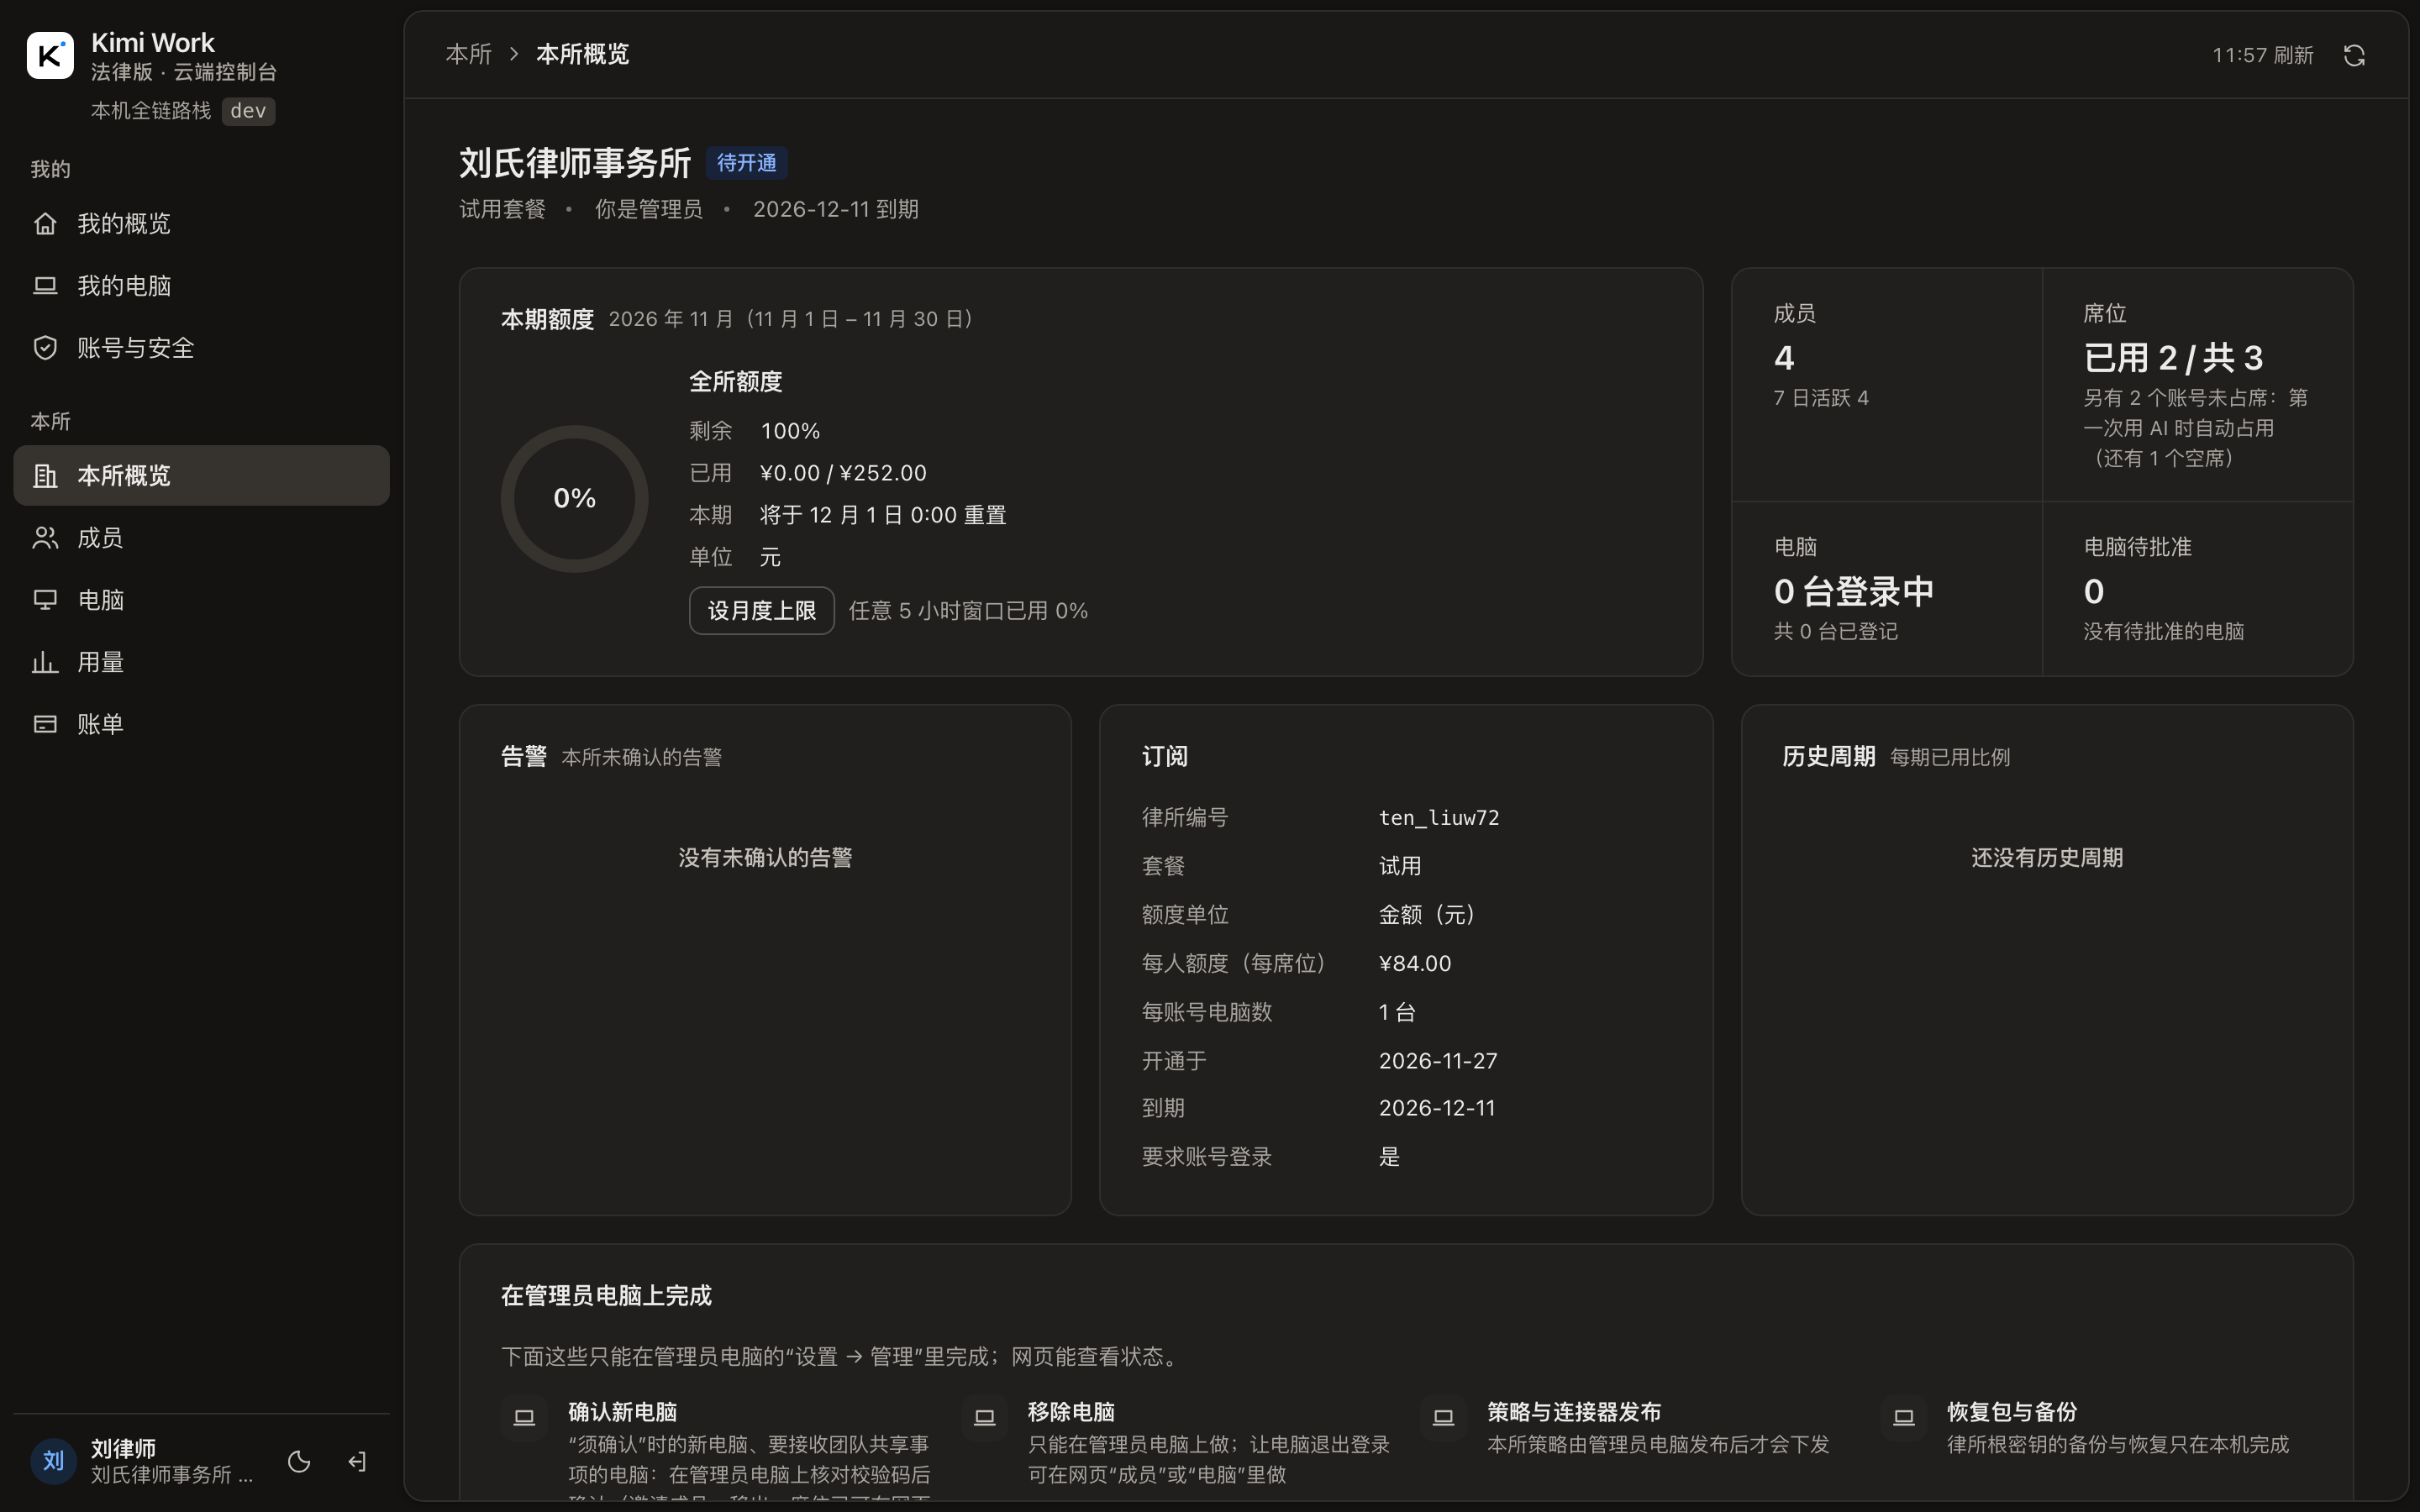 Kimi Work
法律版 · 云端控制台
本机全链路栈 dev
我的
我的概览
我的电脑
账号与安全
本所
本所概览
成员
电脑
用量
账单
刘
刘律师
刘氏律师事务所 ...
本所 > 本所概览
11:57 刷新
刘氏律师事务所 待开通
试用套餐 • 你是管理员 • 2026-12-11 到期
本期额度 2026 年 11 月（11 月 1 日 – 11 月 30 日）
0%
全所额度
剩余 100%
已用 ¥0.00 / ¥252.00
本期 将于 12 月 1 日 0:00 重置
单位 元
设月度上限 任意 5 小时窗口已用 0%
成员
4
7 日活跃 4
席位
已用 2 / 共 3
另有 2 个账号未占席：第
一次用 AI 时自动占用
（还有 1 个空席）
电脑
0 台登录中
共 0 台已登记
电脑待批准
0
没有待批准的电脑
告警 本所未确认的告警
没有未确认的告警
订阅
律所编号 ten_liuw72
套餐 试用
额度单位 金额（元）
每人额度（每席位） ¥84.00
每账号电脑数 1 台
开通于 2026-11-27
到期 2026-12-11
要求账号登录 是
历史周期 每期已用比例
还没有历史周期
在管理员电脑上完成
下面这些只能在管理员电脑的“设置 → 管理”里完成；网页能查看状态。
确认新电脑
“须确认”时的新电脑、要接收团队共享事
项的电脑：在管理员电脑上核对校验码后
移除电脑
只能在管理员电脑上做；让电脑退出登录
可在网页“成员”或“电脑”里做
策略与连接器发布
本所策略由管理员电脑发布后才会下发
恢复包与备份
律所根密钥的备份与恢复只在本机完成